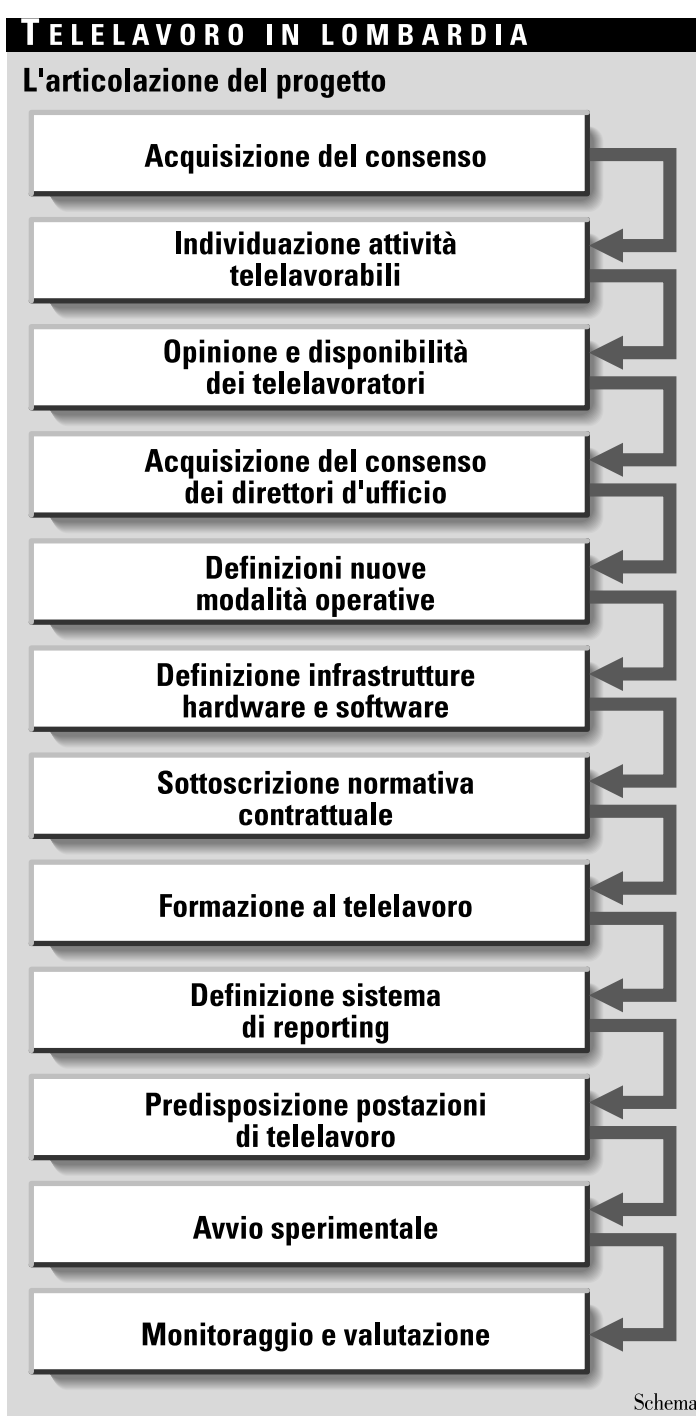 TELELAVORO IN LOMBARDIA
L'articolazione del progetto
Acquisizione del consenso
Individuazione attività
telelavorabili
Opinione e disponibilità
dei telelavoratori
Acquisizione del consenso
dei direttori d'ufficio
Definizioni nuove
modalità operative
Definizione infrastrutture
hardware e software
Sottoscrizione normativa
contrattuale
Formazione al telelavoro
Definizione sistema
di reporting
Predisposizione postazioni
di telelavoro
Avvio sperimentale
Monitoraggio e valutazione
Schema